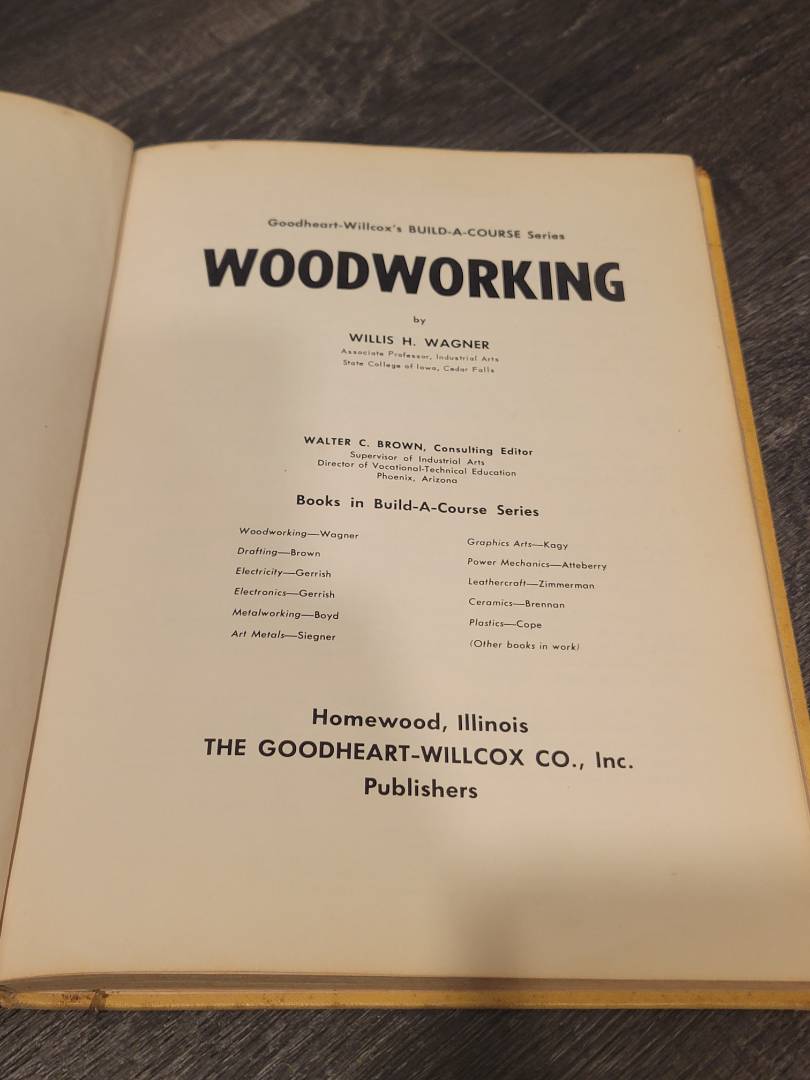 Goodheart-Willcox's BUILD-A-COURSE Series
WOODWORKING
by
WILLIS H. WAGNER
Associate Professor, Industrial Arts
State College of Iowa, Cedar Falls
WALTER C. BROWN, Consulting Editor
Supervisor of Industrial Arts
Director of Vocational-Technical Education
Phoenix, Arizona
Books in Build-A-Course Series
Woodworking—Wagner
Drafting—Brown
Electricity—Gerrish
Electronics—Gerrish
Metalworking—Boyd
Art Metals—Siegner
Graphics Arts—Kagy
Power Mechanics—Atteberry
Leathercraft—Zimmerman
Ceramics—Brennan
Plastics—Cope
(Other books in work)
Homewood, Illinois
THE GOODHEART-WILLCOX CO., Inc.
Publishers